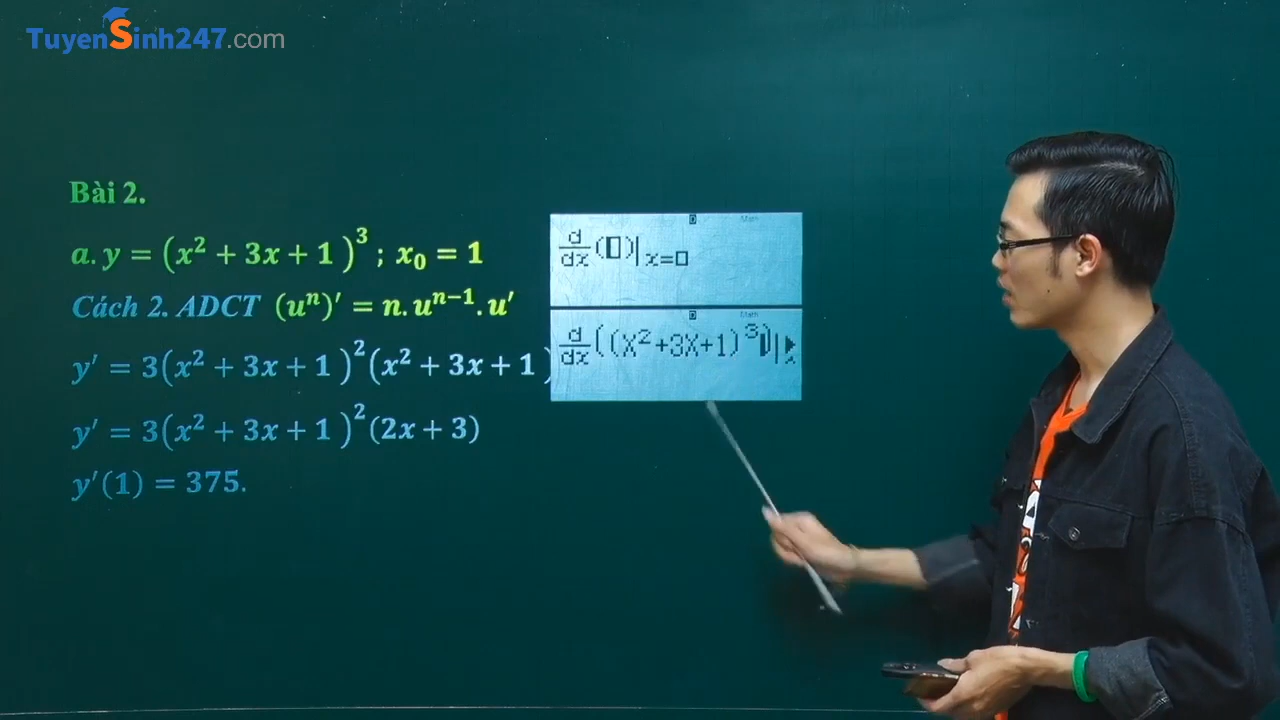 TuyenSinh247.com
Bài 2.
a. y = (x² + 3x + 1)³ ; x₀ = 1
Cách 2. ADCT (uⁿ)′ = n.uⁿ⁻¹.u′
y′ = 3(x² + 3x + 1)²(x² + 3x + 1)
y′ = 3(x² + 3x + 1)²(2x + 3)
y′(1) = 375.
D Math
d/dx(▯)|x=▯
D Math
d/dx((X²+3X+1)³)|